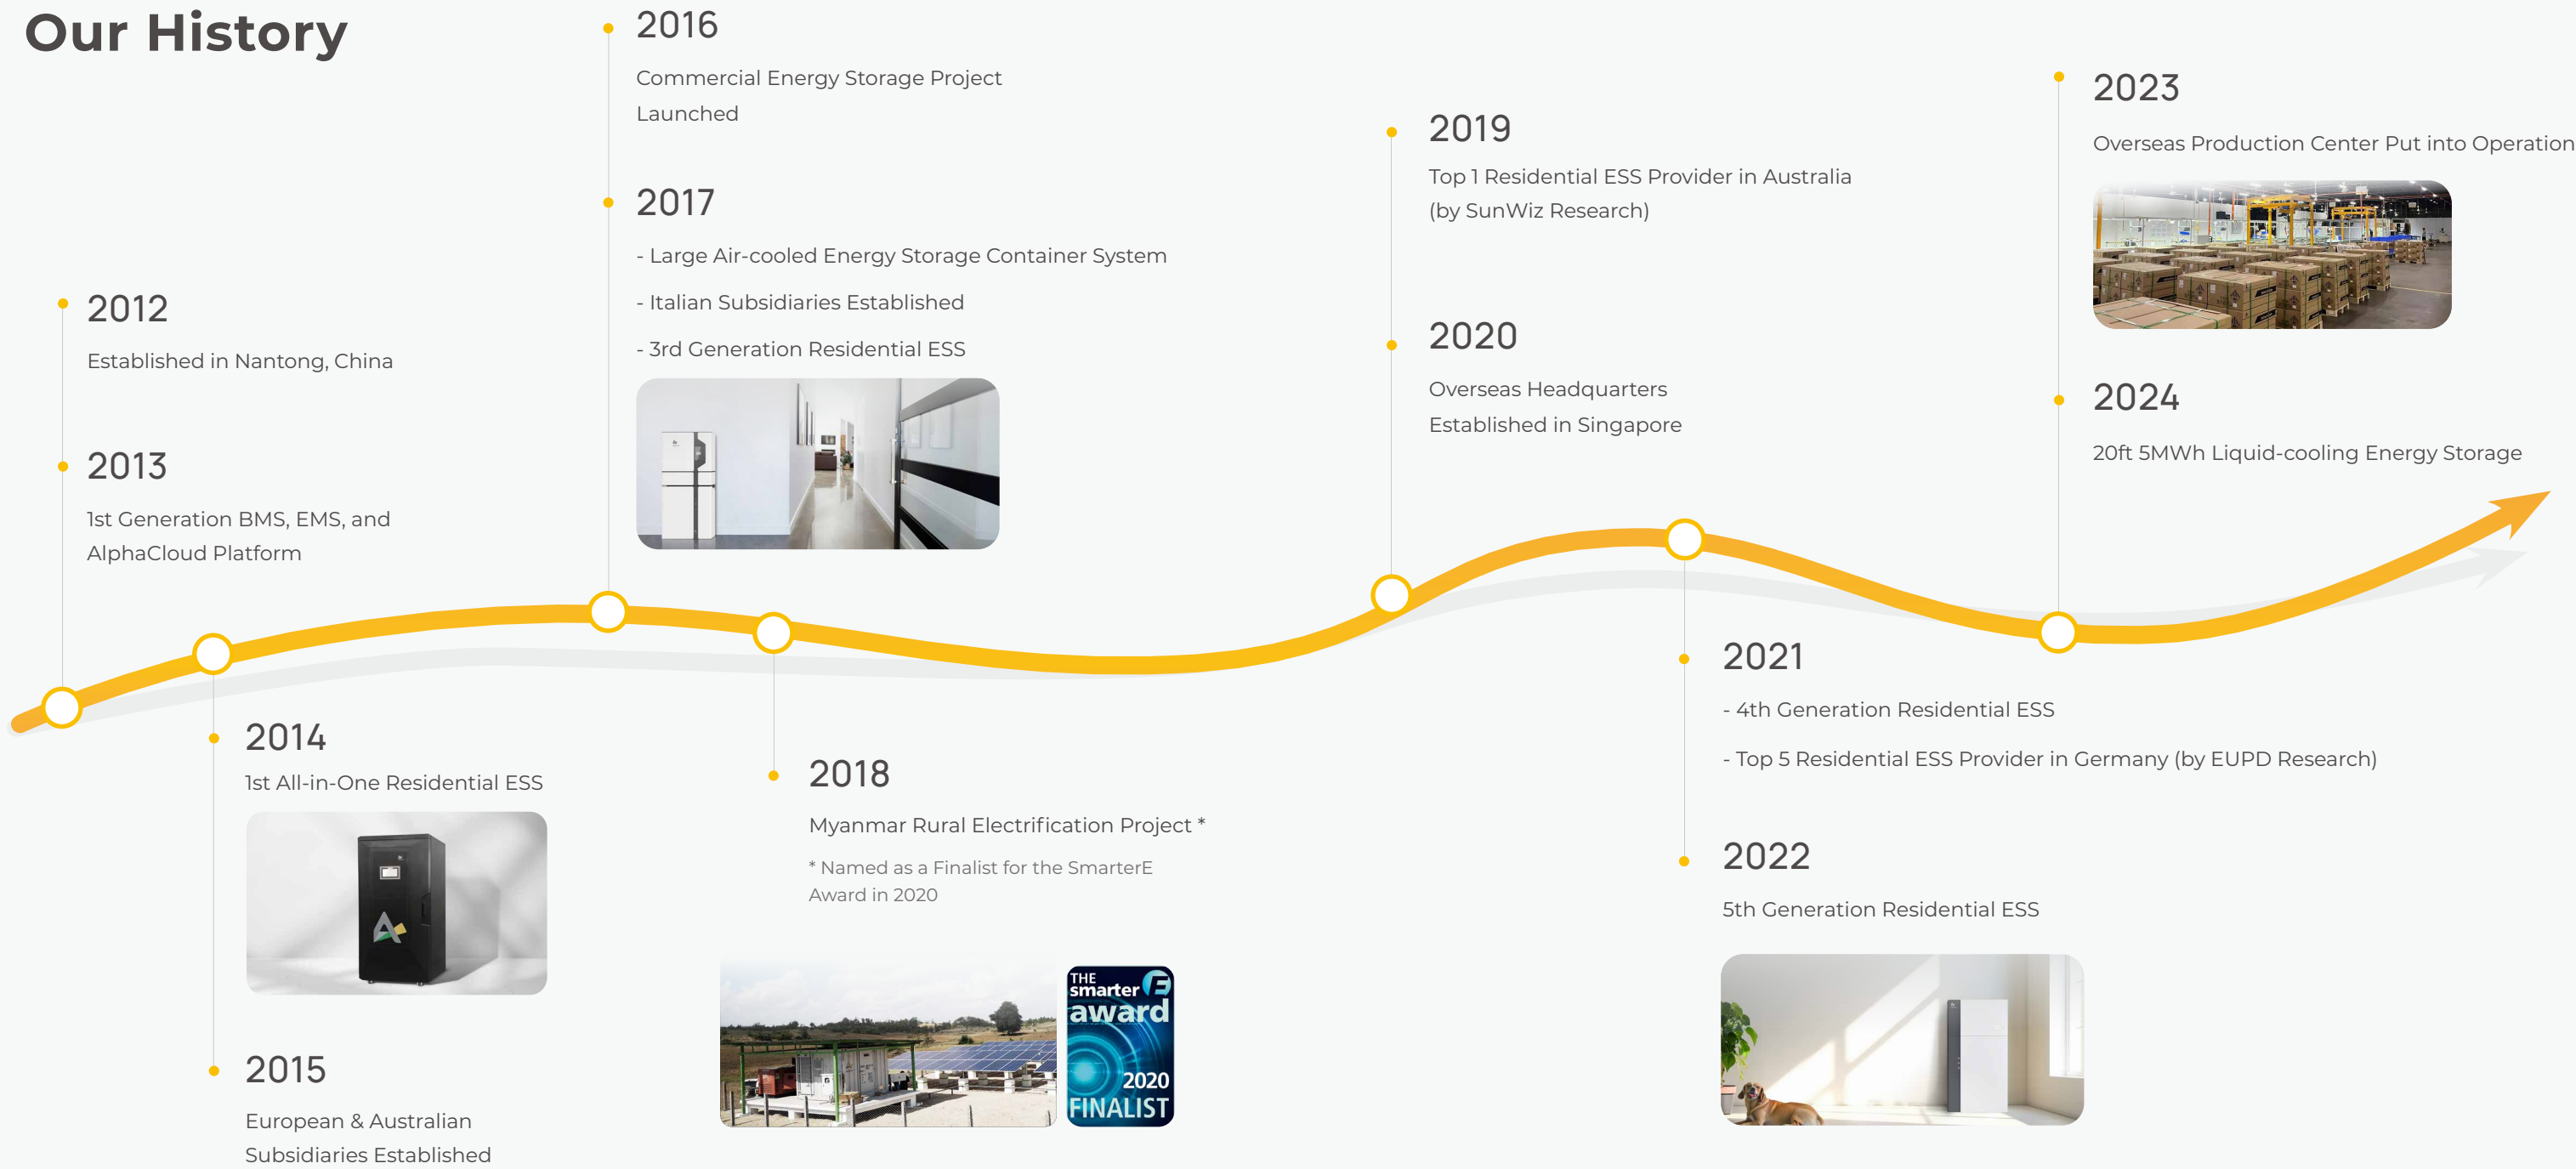 Our History
2012
Established in Nantong, China
2013
1st Generation BMS, EMS, and
AlphaCloud Platform
2014
1st All-in-One Residential ESS
2015
European & Australian
Subsidiaries Established
2016
Commercial Energy Storage Project
Launched
2017
- Large Air-cooled Energy Storage Container System
- Italian Subsidiaries Established
- 3rd Generation Residential ESS
2018
Myanmar Rural Electrification Project *
* Named as a Finalist for the SmarterE
Award in 2020
THE
smarter E
award
2020
FINALIST
2019
Top 1 Residential ESS Provider in Australia
(by SunWiz Research)
2020
Overseas Headquarters
Established in Singapore
2021
- 4th Generation Residential ESS
- Top 5 Residential ESS Provider in Germany (by EUPD Research)
2022
5th Generation Residential ESS
2023
Overseas Production Center Put into Operation
2024
20ft 5MWh Liquid-cooling Energy Storage